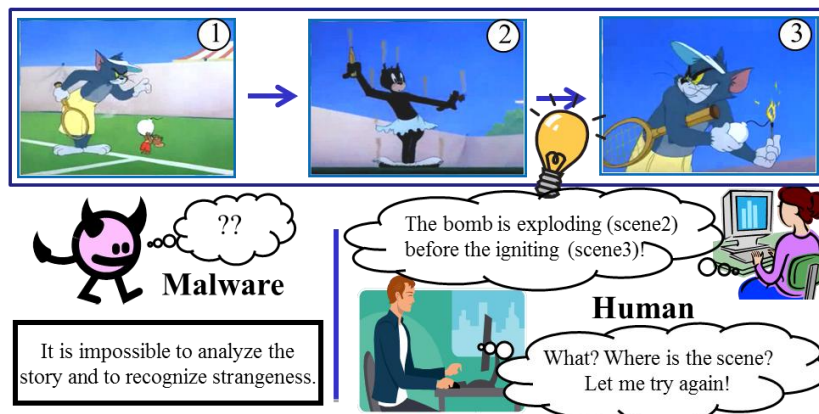 1
2
3
??
Malware
It is impossible to analyze the
story and to recognize strangeness.
The bomb is exploding (scene2)
before the igniting (scene3)!
Human
What? Where is the scene?
Let me try again!